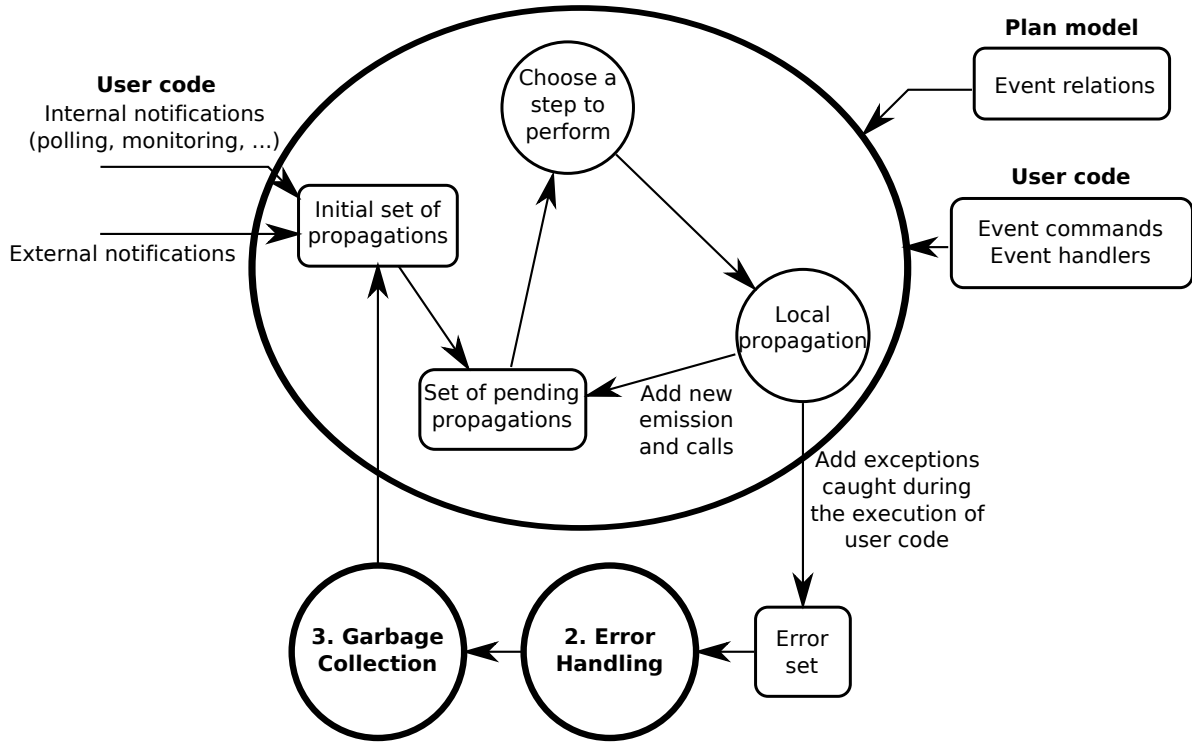 Plan model
Event relations
User code
Internal notifications
(polling, monitoring, ...)
Choose a
step to
perform
User code
Event commands
Event handlers
Initial set of
propagations
External notifications
Local
propagation
Set of pending
propagations
Add new
emission
and calls
Add exceptions
caught during
the execution of
user code
3. Garbage
Collection
2. Error
Handling
Error
set